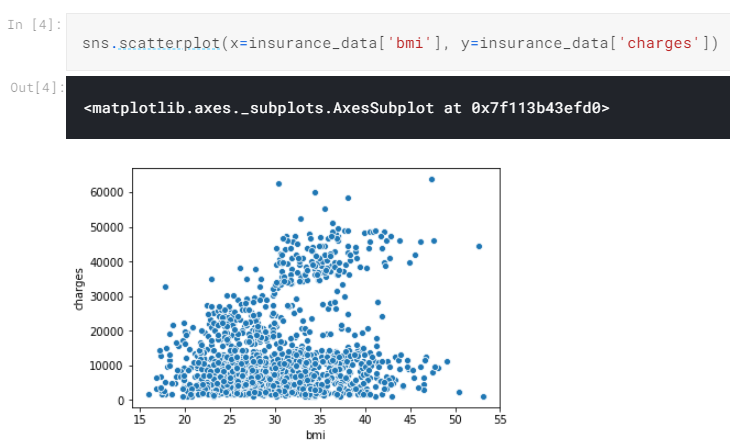 In [4]:
sns.scatterplot(x=insurance_data['bmi'], y=insurance_data['charges'])
Out[4]:
<matplotlib.axes._subplots.AxesSubplot at 0x7f113b43efd0>
60000
50000
40000
charges
30000
20000
10000
0
15 20 25 30 35 40 45 50 55
bmi